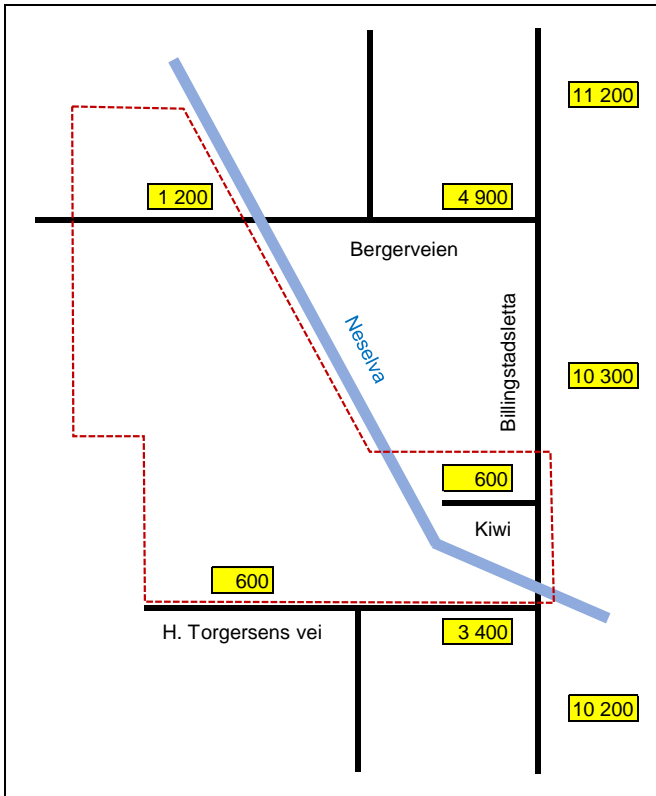 11 200
1 200
4 900
Bergerveien
Neselva
Billingstadsletta
10 300
600
Kiwi
600
H. Torgersens vei
3 400
10 200